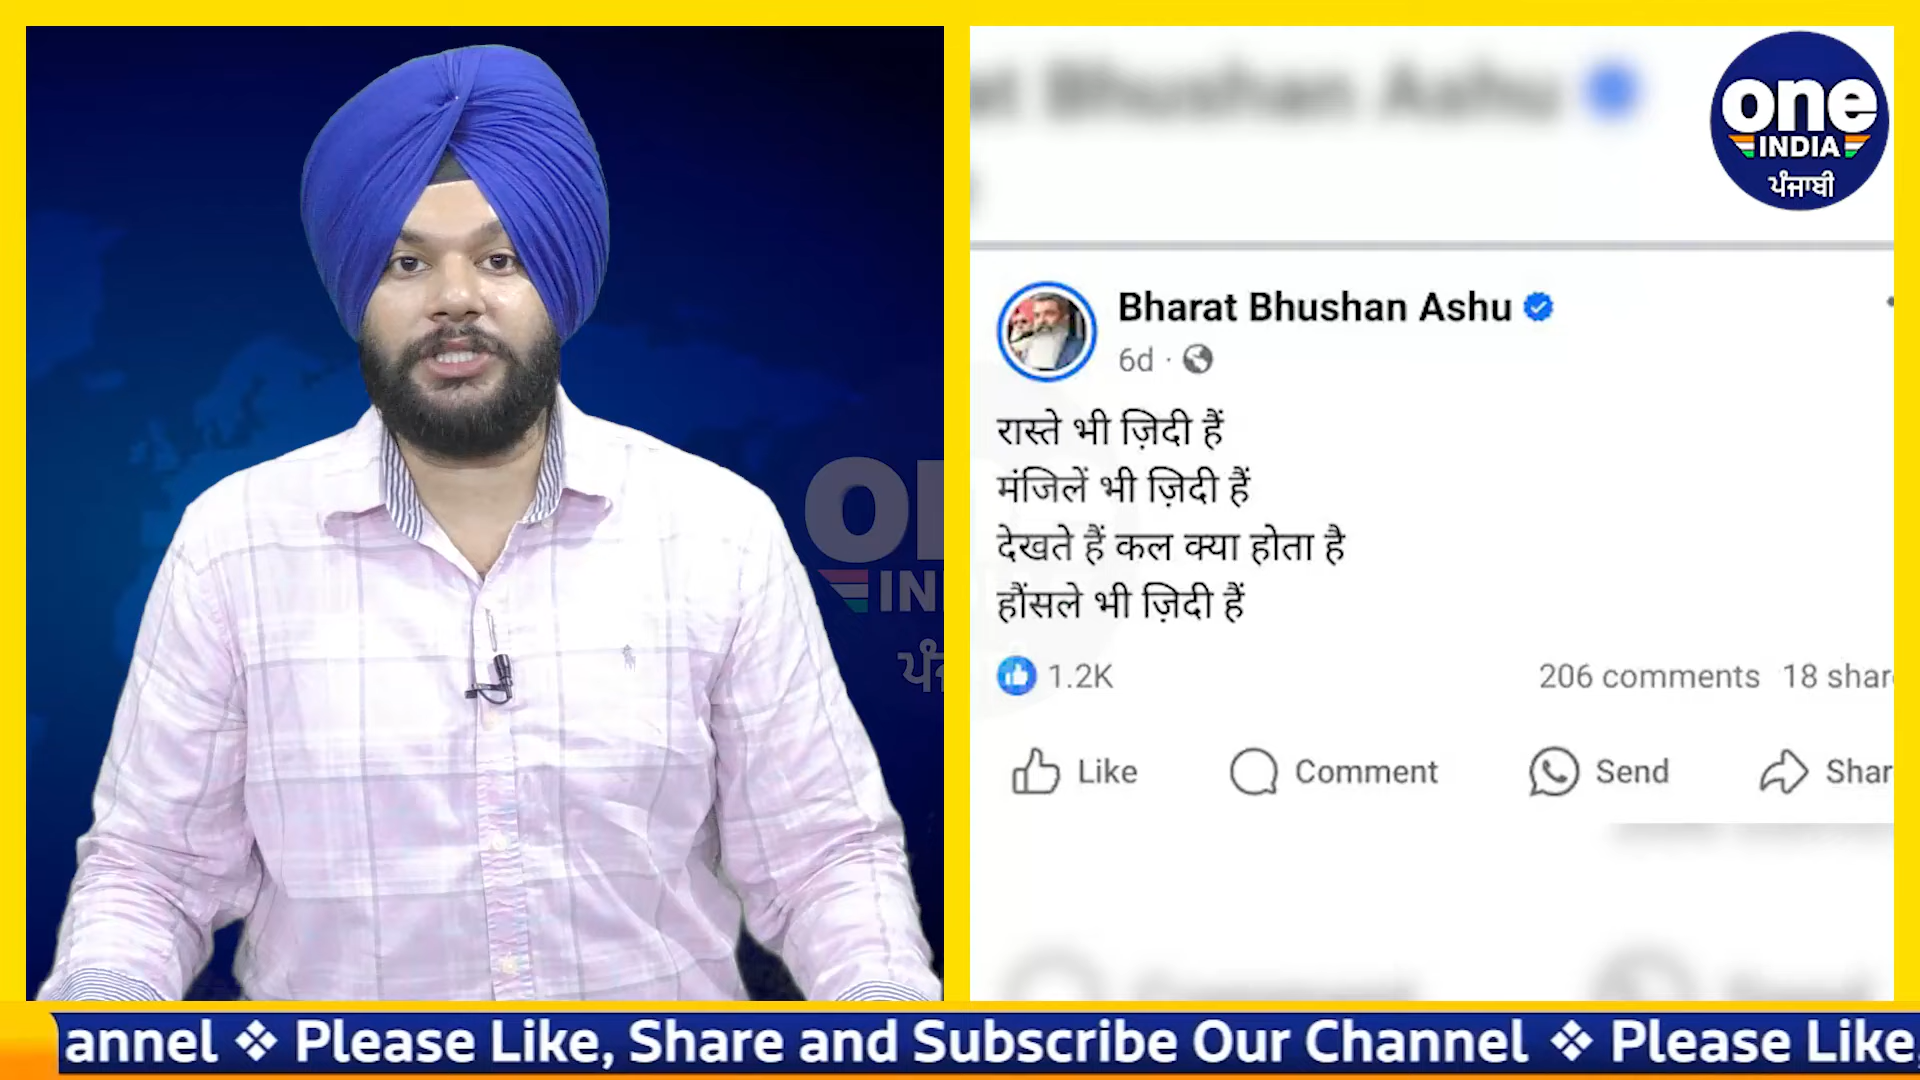 one
INDIA
ਪੰਜਾਬੀ
Bharat Bhushan Ashu
6d ·
रास्ते भी ज़िदी हैं
मंजिलें भी ज़िदी हैं
देखते हैं कल क्या होता है
हौंसले भी ज़िदी हैं
1.2K 206 comments 18 shar
Like Comment Send Shar
annel ❖ Please Like, Share and Subscribe Our Channel ❖ Please Like,